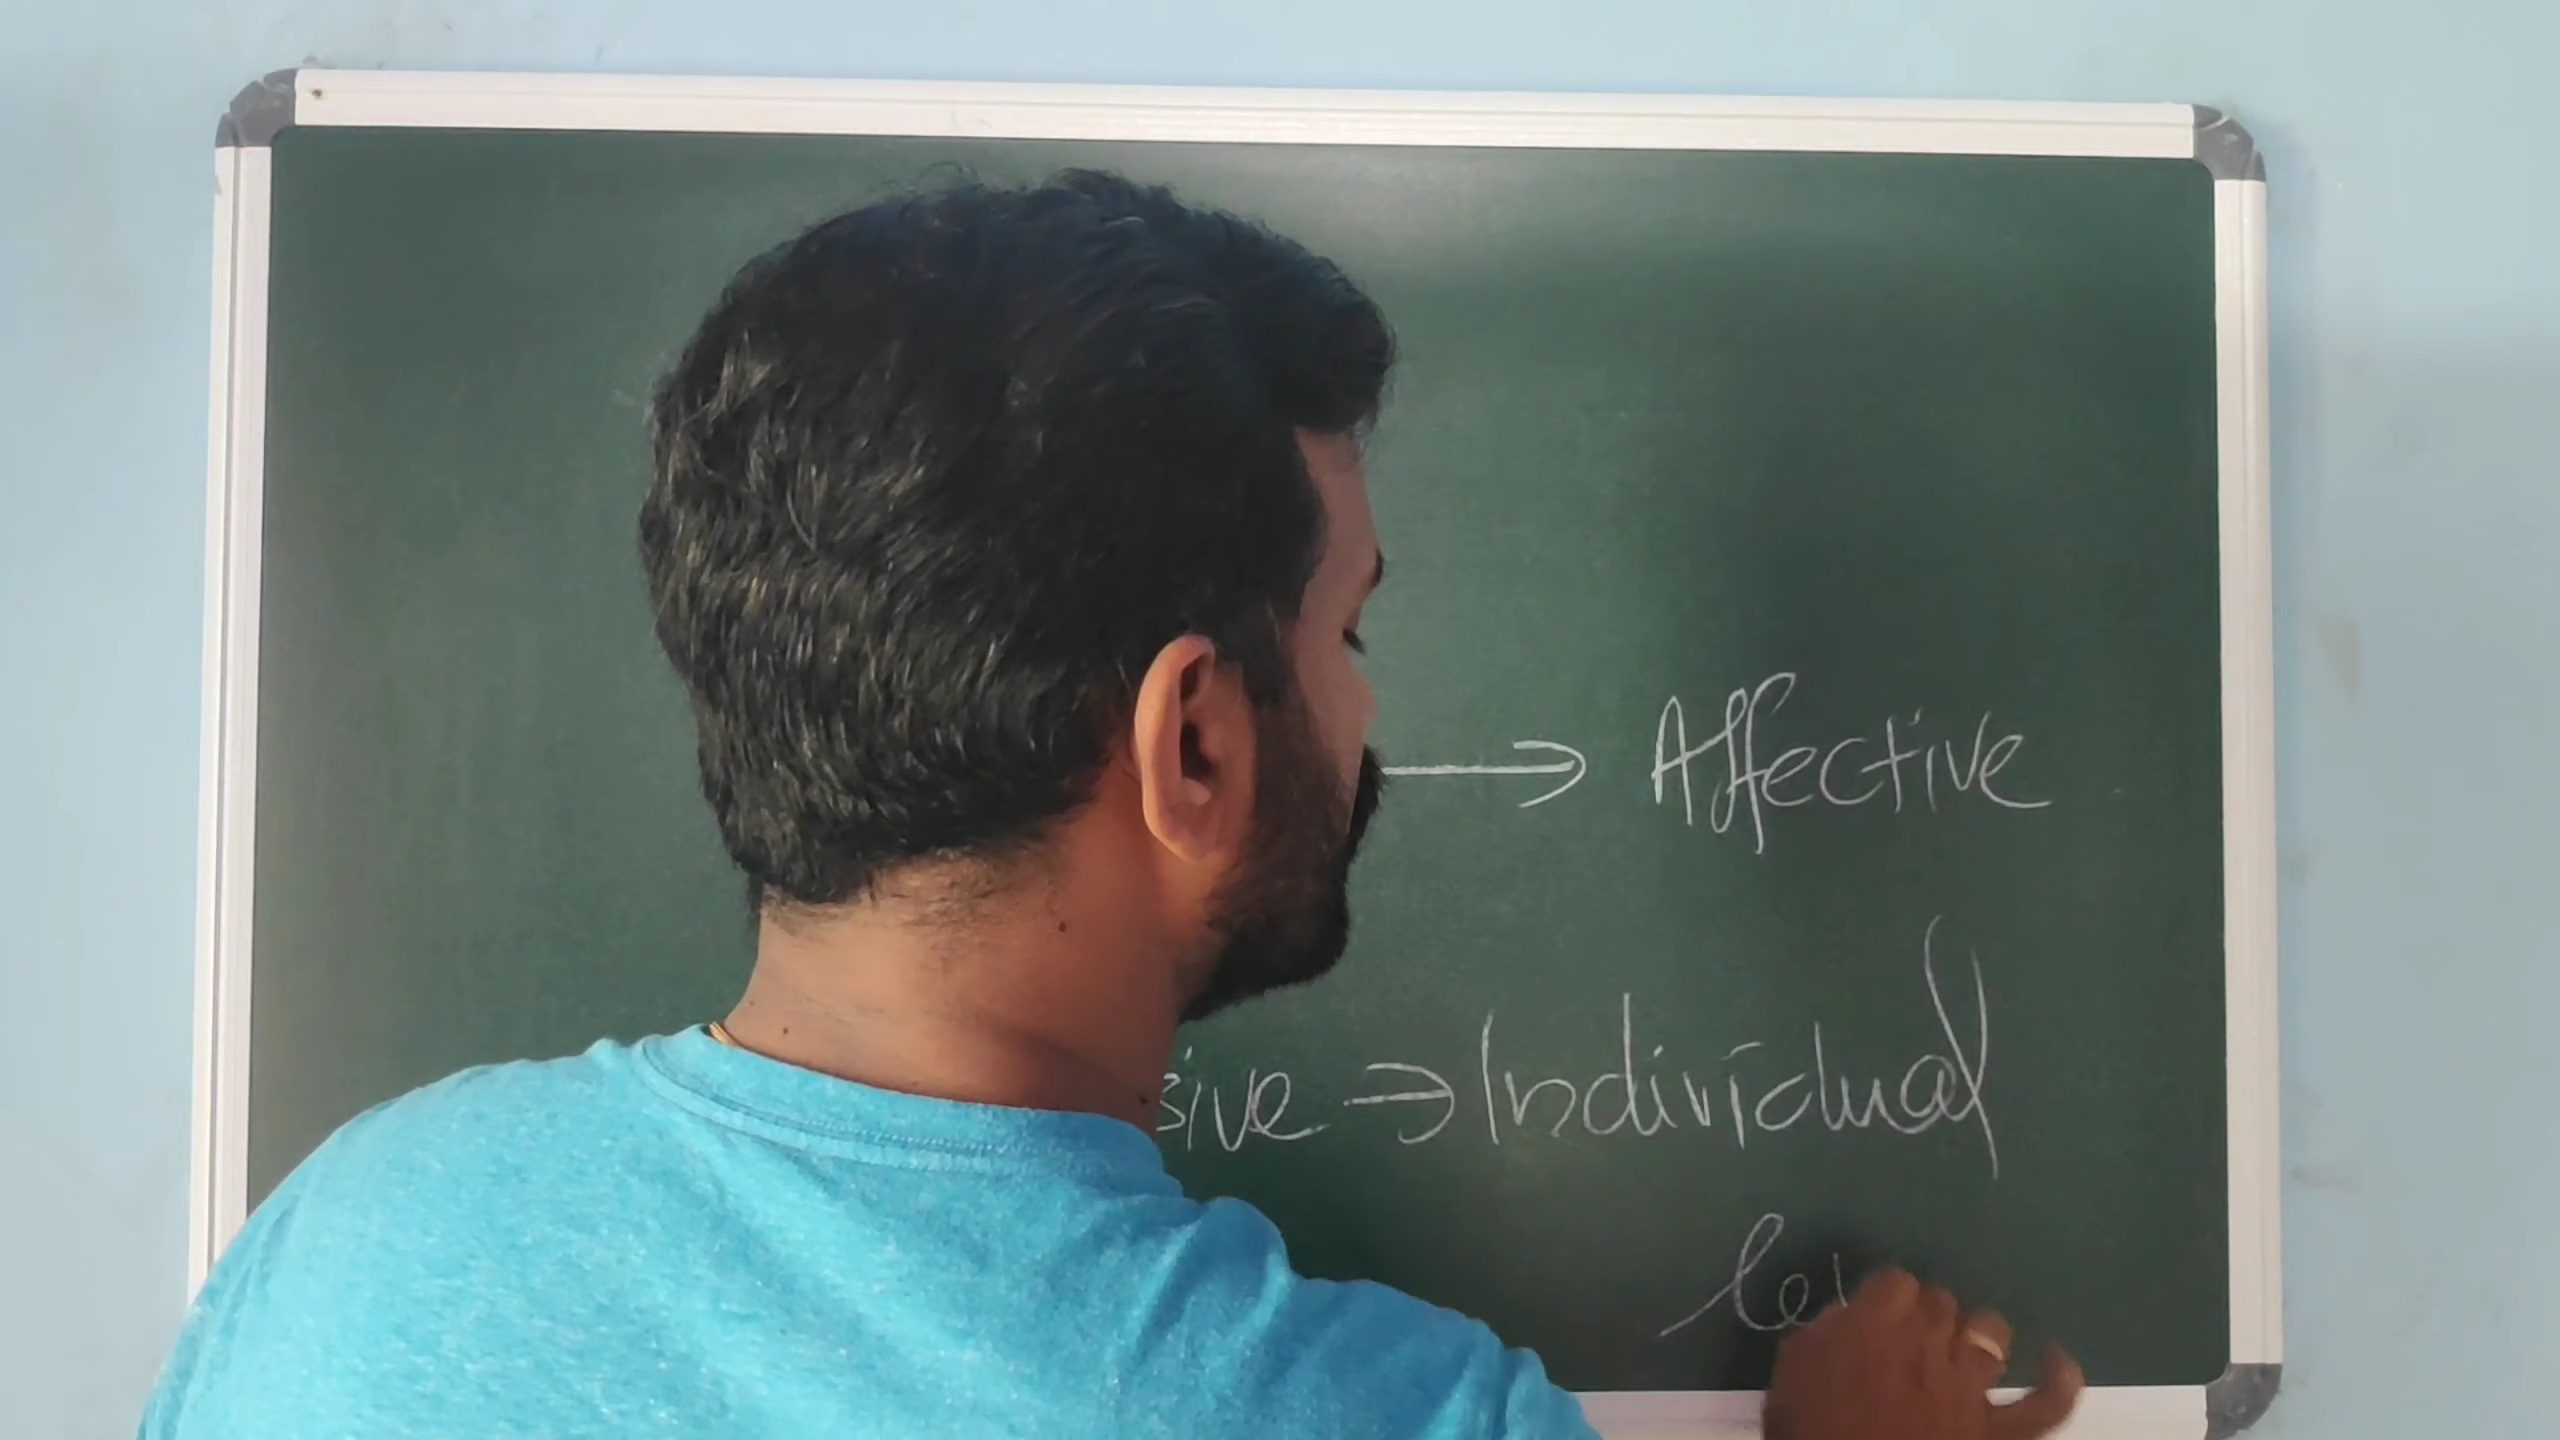 → Affective
sive → Individual
le